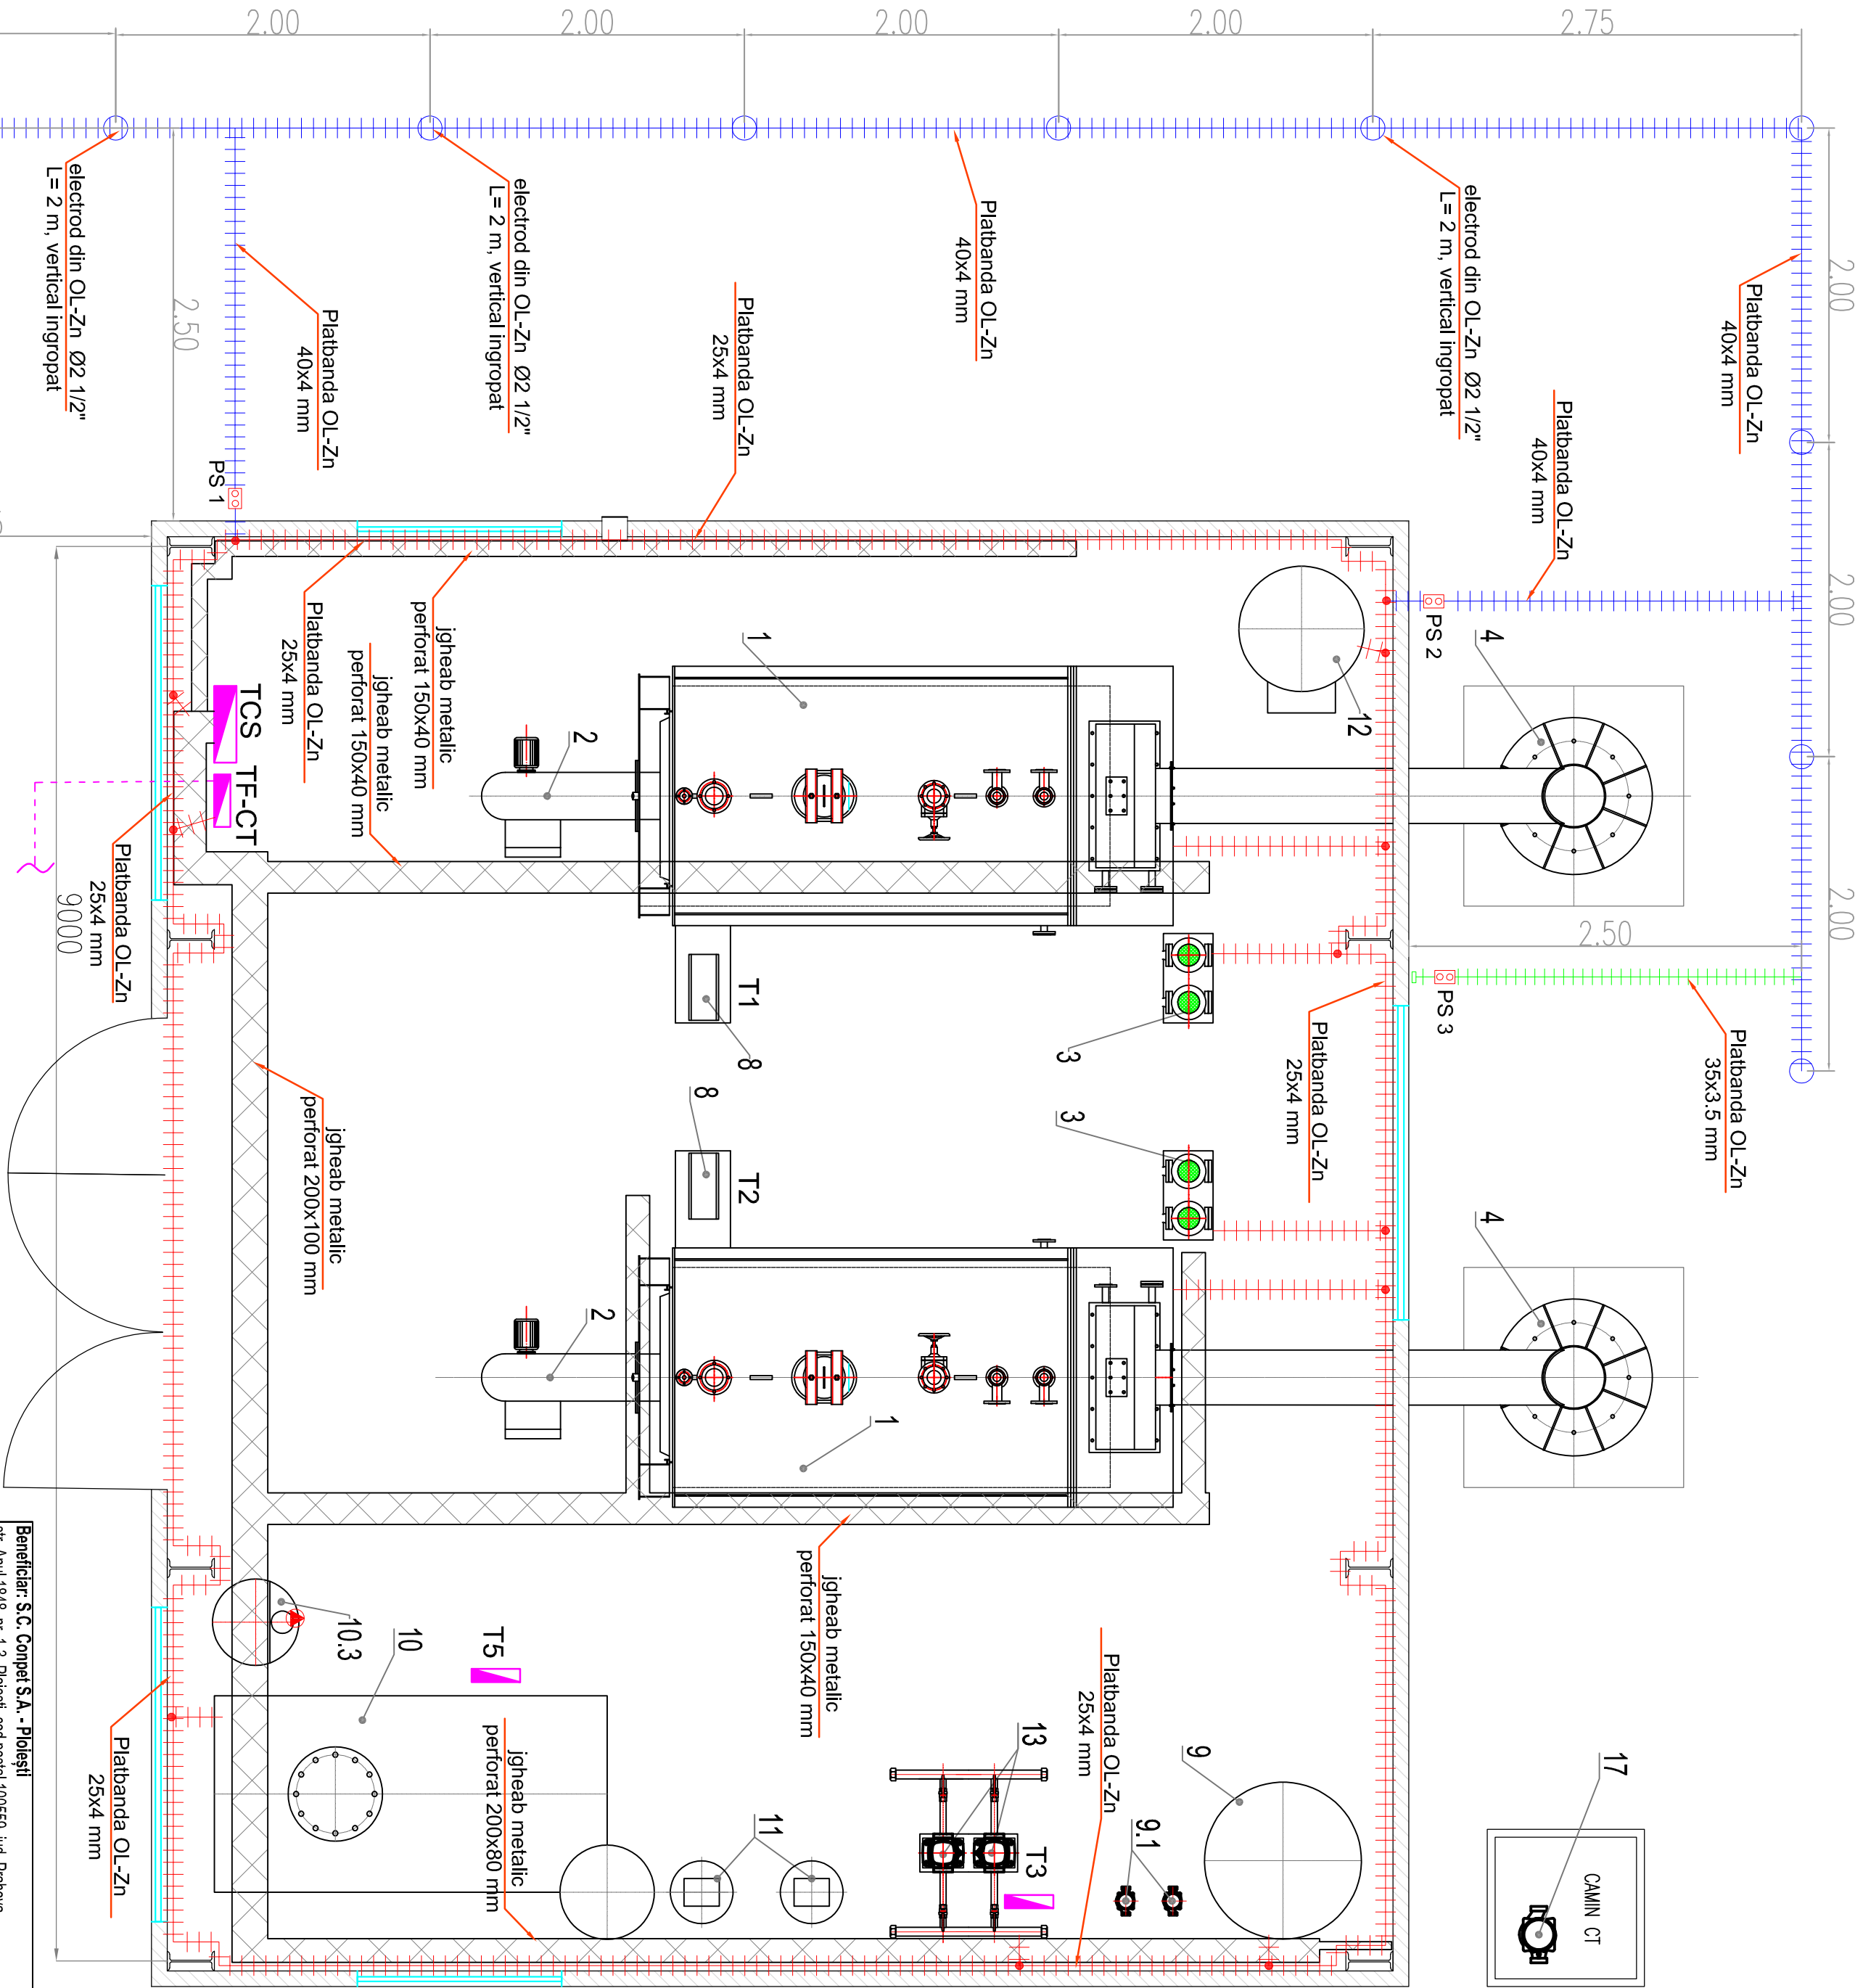 2.00
2.00
2.00
2.00
2.75
2.00
2.00
2.00
2.50
2.50
9000
electrod din OL-Zn Ø2 1/2"
L= 2 m, vertical ingropat
Platbanda OL-Zn
40x4 mm
electrod din OL-Zn Ø2 1/2"
L= 2 m, vertical ingropat
Platbanda OL-Zn
25x4 mm
Platbanda OL-Zn
40x4 mm
electrod din OL-Zn Ø2 1/2"
L= 2 m, vertical ingropat
Platbanda OL-Zn
40x4 mm
Platbanda OL-Zn
40x4 mm
PS 1
PS 2
PS 3
Platbanda OL-Zn
35x3.5 mm
Platbanda OL-Zn
25x4 mm
jgheab metalic
perforat 150x40 mm
jgheab metalic
perforat 150x40 mm
Platbanda OL-Zn
25x4 mm
TCS
TF-CT
Platbanda OL-Zn
25x4 mm
jgheab metalic
perforat 200x100 mm
1
2
12
4
T1
8
3
8
T2
3
4
2
1
jgheab metalic
perforat 150x40 mm
Platbanda OL-Zn
25x4 mm
10.3
10
T5
jgheab metalic
perforat 200x80 mm
Platbanda OL-Zn
25x4 mm
13
11
T3
9
9.1
17
CAMIN CT
Beneficiar: S.C. Conpet S.A. - Ploieşti